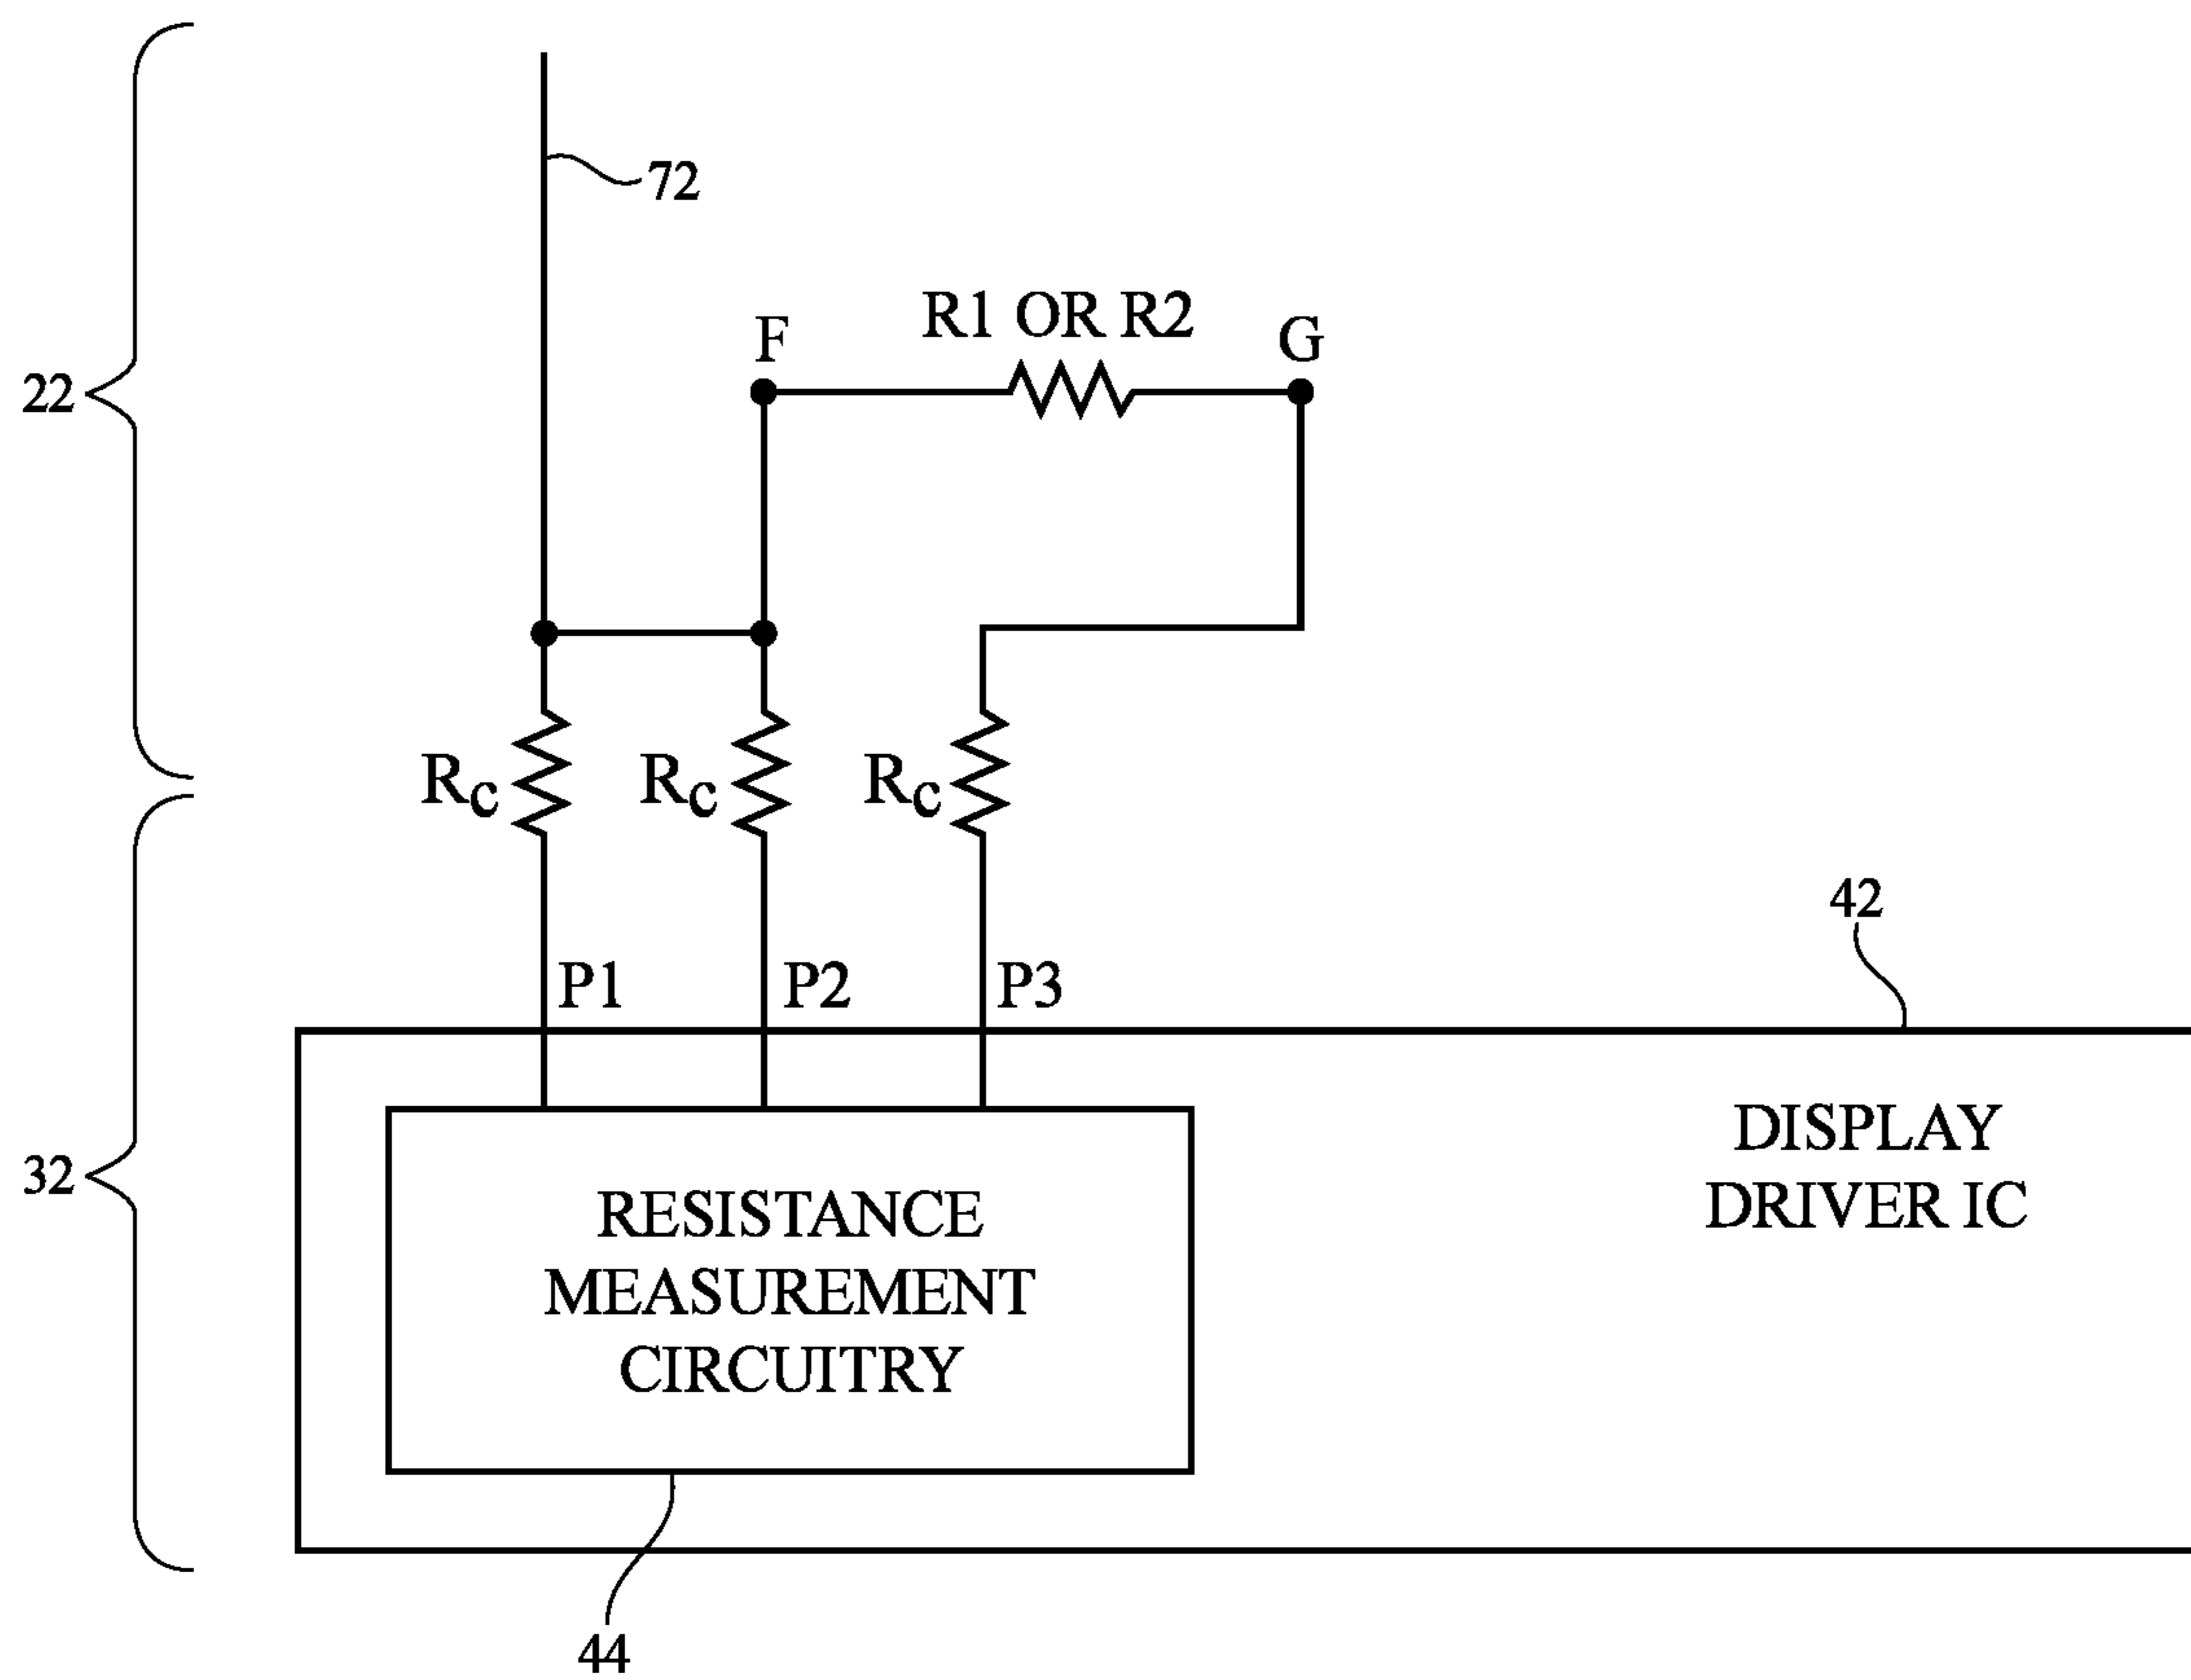 72
F
R1 OR R2
G
22
RC
RC
RC
42
P1
P2
P3
DISPLAY
DRIVER IC
32
RESISTANCE
MEASUREMENT
CIRCUITRY
44